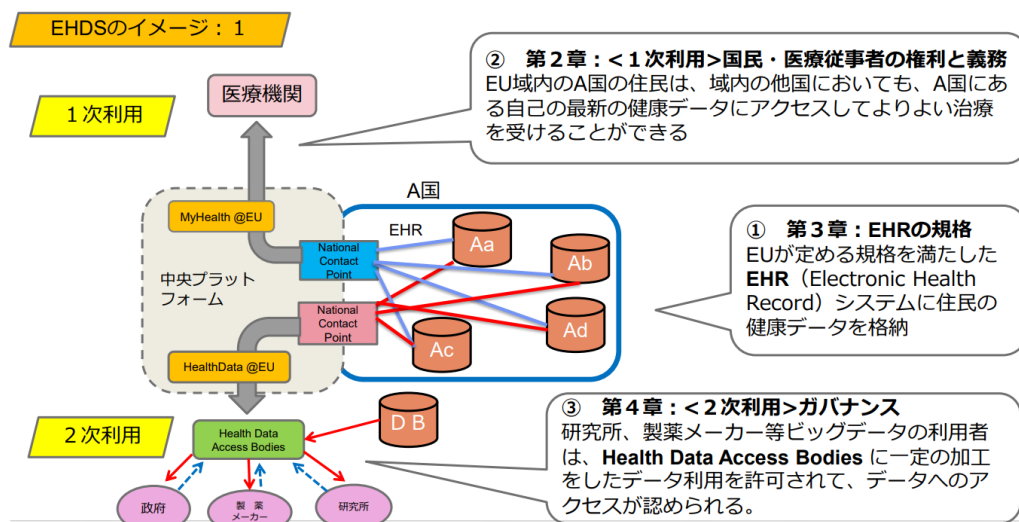 EHDSのイメージ：１
② 第２章：<１次利用>国民・医療従事者の権利と義務
EU域内のA国の住民は、域内の他国においても、A国にあ
る自己の最新の健康データにアクセスしてよりよい治療
を受けることができる
医療機関
１次利用
A国
MyHealth @EU
EHR
Aa
Ab
National
Contact
Point
中央プラット
フォーム
National
Contact
Point
Ad
Ac
HealthData @EU
① 第３章：EHRの規格
EUが定める規格を満たした
EHR（Electronic Health
Record）システムに住民の
健康データを格納
２次利用
Health Data
Access Bodies
D B
③ 第４章：<２次利用>ガバナンス
研究所、製薬メーカー等ビッグデータの利用者
は、Health Data Access Bodies に一定の加工
をしたデータ利用を許可されて、データへのア
クセスが認められる。
政府
製 薬
メーカー
研究所